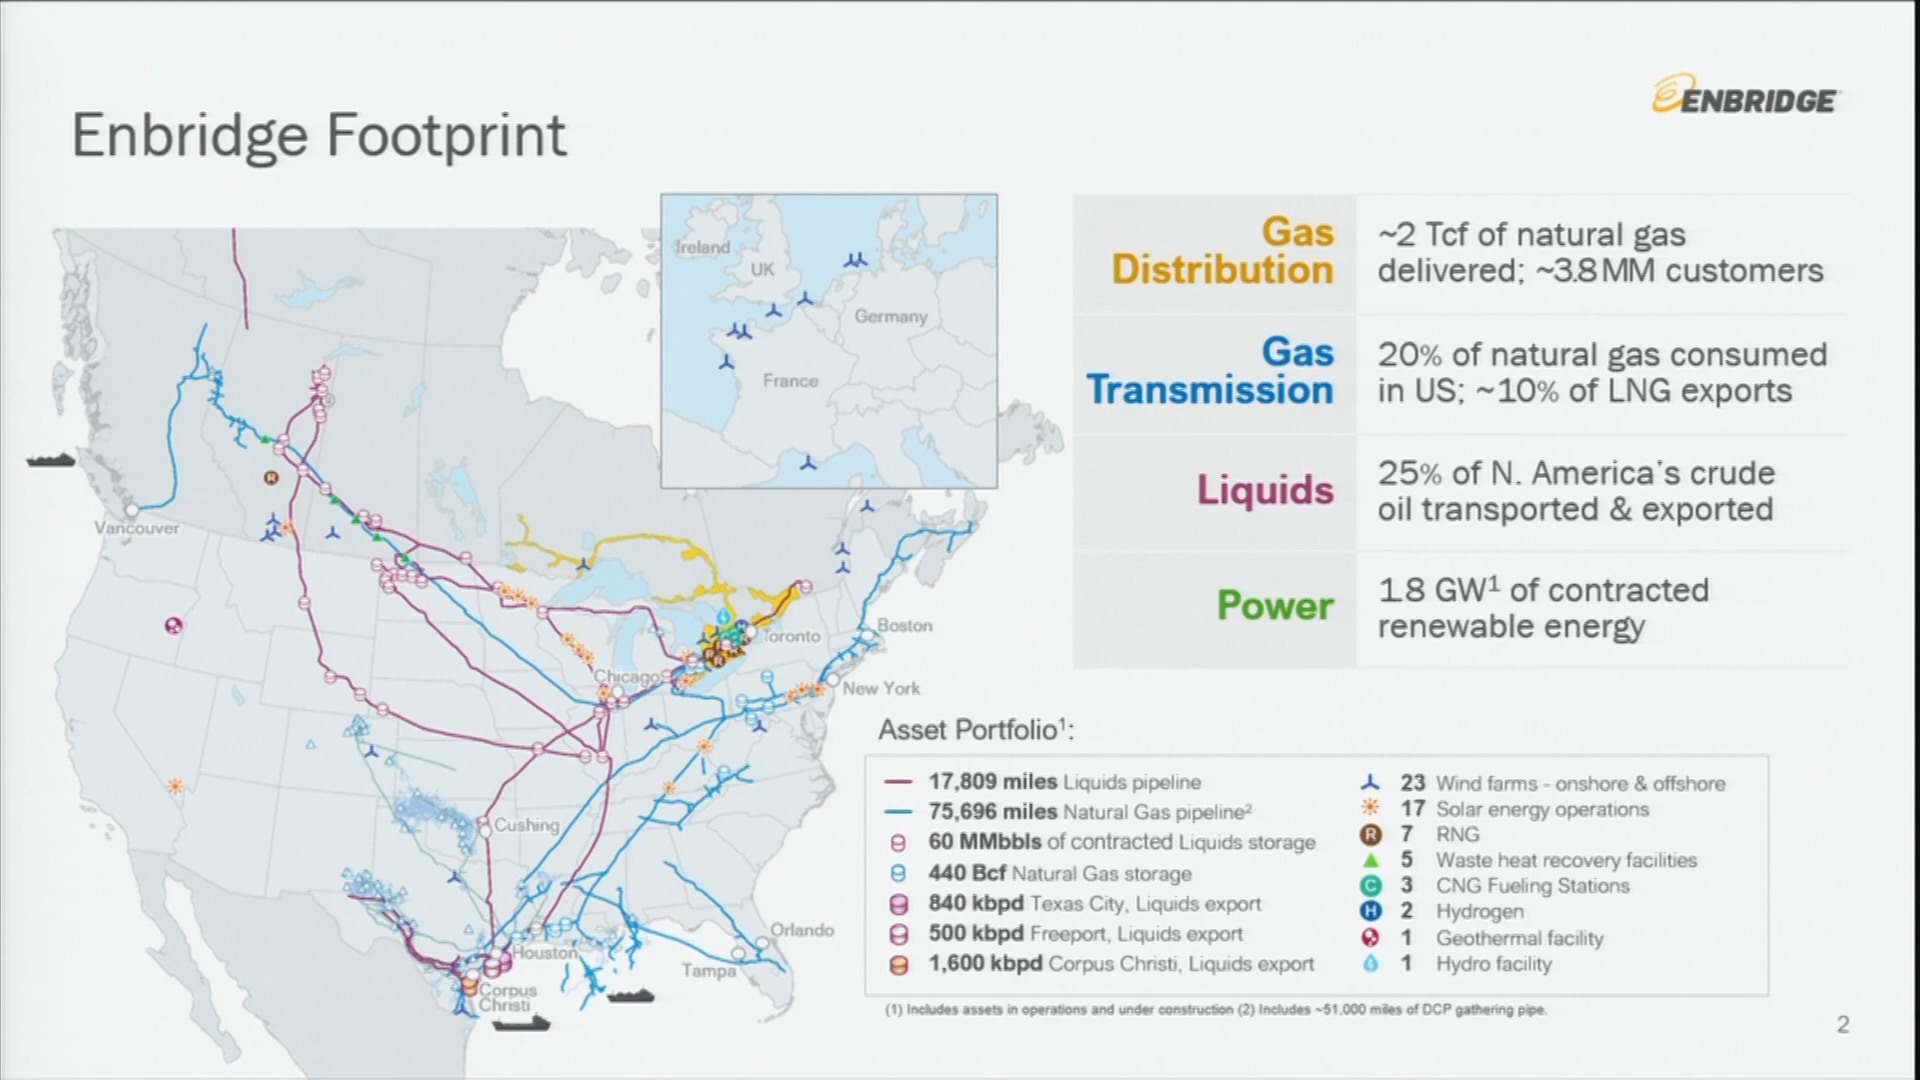 ENBRIDGE
Enbridge Footprint
Ireland
UK
Germany
France
Vancouver
Toronto
Boston
Chicago
New York
Cushing
Orlando
Houston
Tampa
Corpus
Christi
Gas
Distribution
~2 Tcf of natural gas
delivered; ~3.8MM customers
Gas
Transmission
20% of natural gas consumed
in US; ~10% of LNG exports
Liquids
25% of N. America's crude
oil transported & exported
Power
1.8 GW¹ of contracted
renewable energy
Asset Portfolio¹:
17,809 miles Liquids pipeline
75,696 miles Natural Gas pipeline²
60 MMbbls of contracted Liquids storage
440 Bcf Natural Gas storage
840 kbpd Texas City, Liquids export
500 kbpd Freeport, Liquids export
1,600 kbpd Corpus Christi, Liquids export
23 Wind farms - onshore & offshore
17 Solar energy operations
R 7 RNG
5 Waste heat recovery facilities
C 3 CNG Fueling Stations
H 2 Hydrogen
1 Geothermal facility
1 Hydro facility
(1) Includes assets in operations and under construction (2) Includes ~51,000 miles of DCP gathering pipe.
2